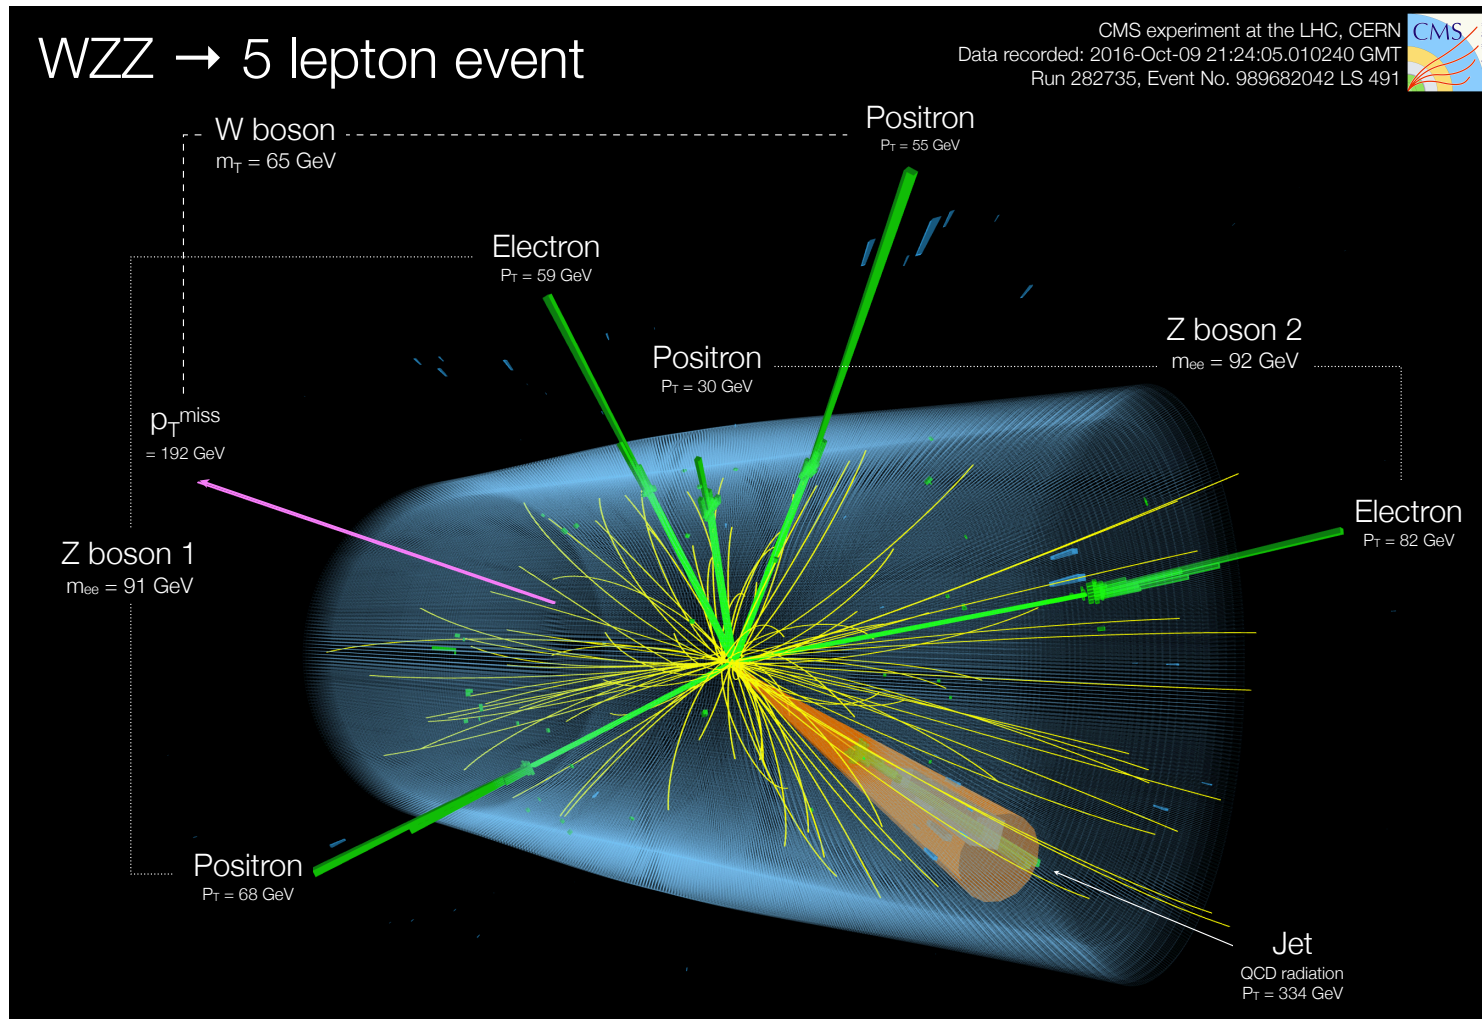 WZZ → 5 lepton event
CMS experiment at the LHC, CERN
Data recorded: 2016-Oct-09 21:24:05.010240 GMT
Run 282735, Event No. 989682042 LS 491
CMS
W boson
mT = 65 GeV
Positron
PT = 55 GeV
Electron
PT = 59 GeV
Positron
PT = 30 GeV
Z boson 2
mee = 92 GeV
pTmiss
= 192 GeV
Electron
PT = 82 GeV
Z boson 1
mee = 91 GeV
Positron
PT = 68 GeV
Jet
QCD radiation
PT = 334 GeV